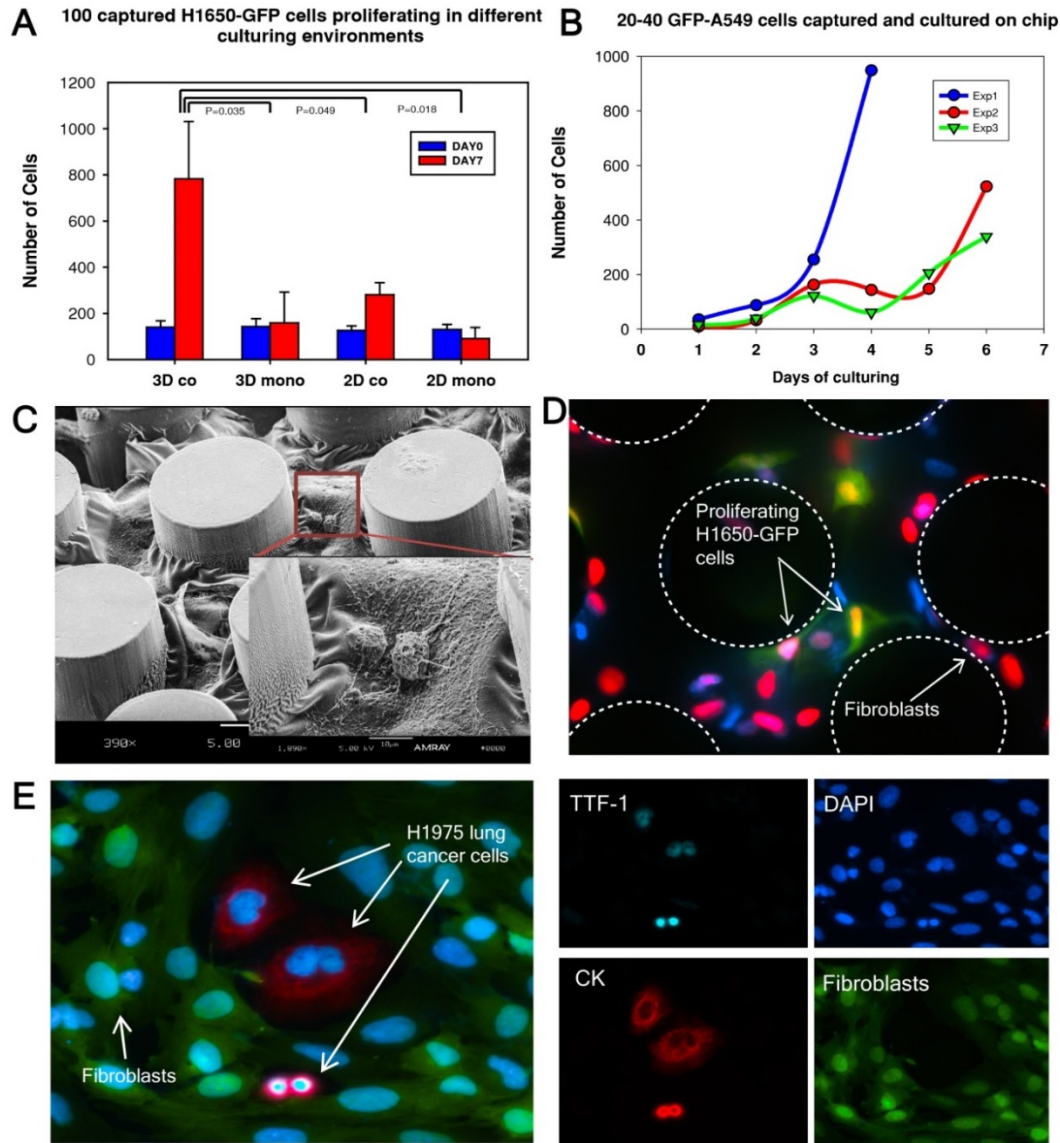 A
100 captured H1650-GFP cells proliferating in different
culturing environments
1200
1000
800
600
400
200
0
Number of Cells
P=0.035
P=0.049
P=0.018
DAY0
DAY7
3D co
3D mono
2D co
2D mono
B
20-40 GFP-A549 cells captured and cultured on chip
1000
800
600
400
200
0
Number of Cells
Exp1
Exp2
Exp3
0
1
2
3
4
5
6
7
Days of culturing
C
390×
5.00
1,890×
5.00 kV
10μm
AMRAY
#0000
D
Proliferating
H1650-GFP
cells
Fibroblasts
E
H1975 lung
cancer cells
Fibroblasts
TTF-1
DAPI
CK
Fibroblasts